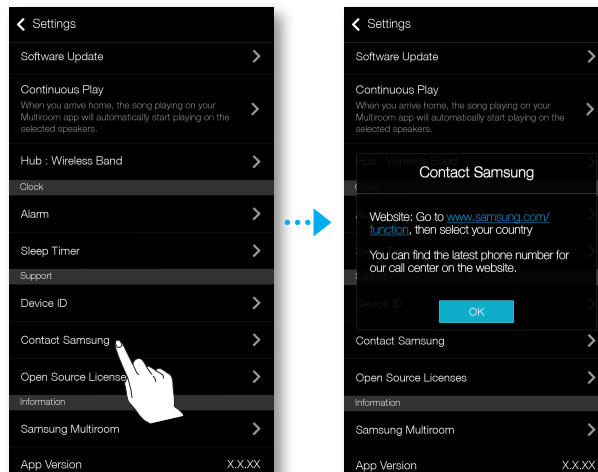 Settings
Software Update
Continuous Play
When you arrive home, the song playing on your
Multiroom app will automatically start playing on the
selected speakers.
Hub : Wireless Band
Clock
Alarm
Sleep Timer
Support
Device ID
Contact Samsung
Open Source License
Information
Samsung Multiroom
App Version X.X.XX
Settings
Software Update
Continuous Play
When you arrive home, the song playing on your
Multiroom app will automatically start playing on the
selected speakers.
Hub : Wireless Band
Contact Samsung
Website: Go to www.samsung.com/
function, then select your country
You can find the latest phone number for
our call center on the website.
Device ID
OK
Contact Samsung
Open Source Licenses
Information
Samsung Multiroom
App Version X.X.XX